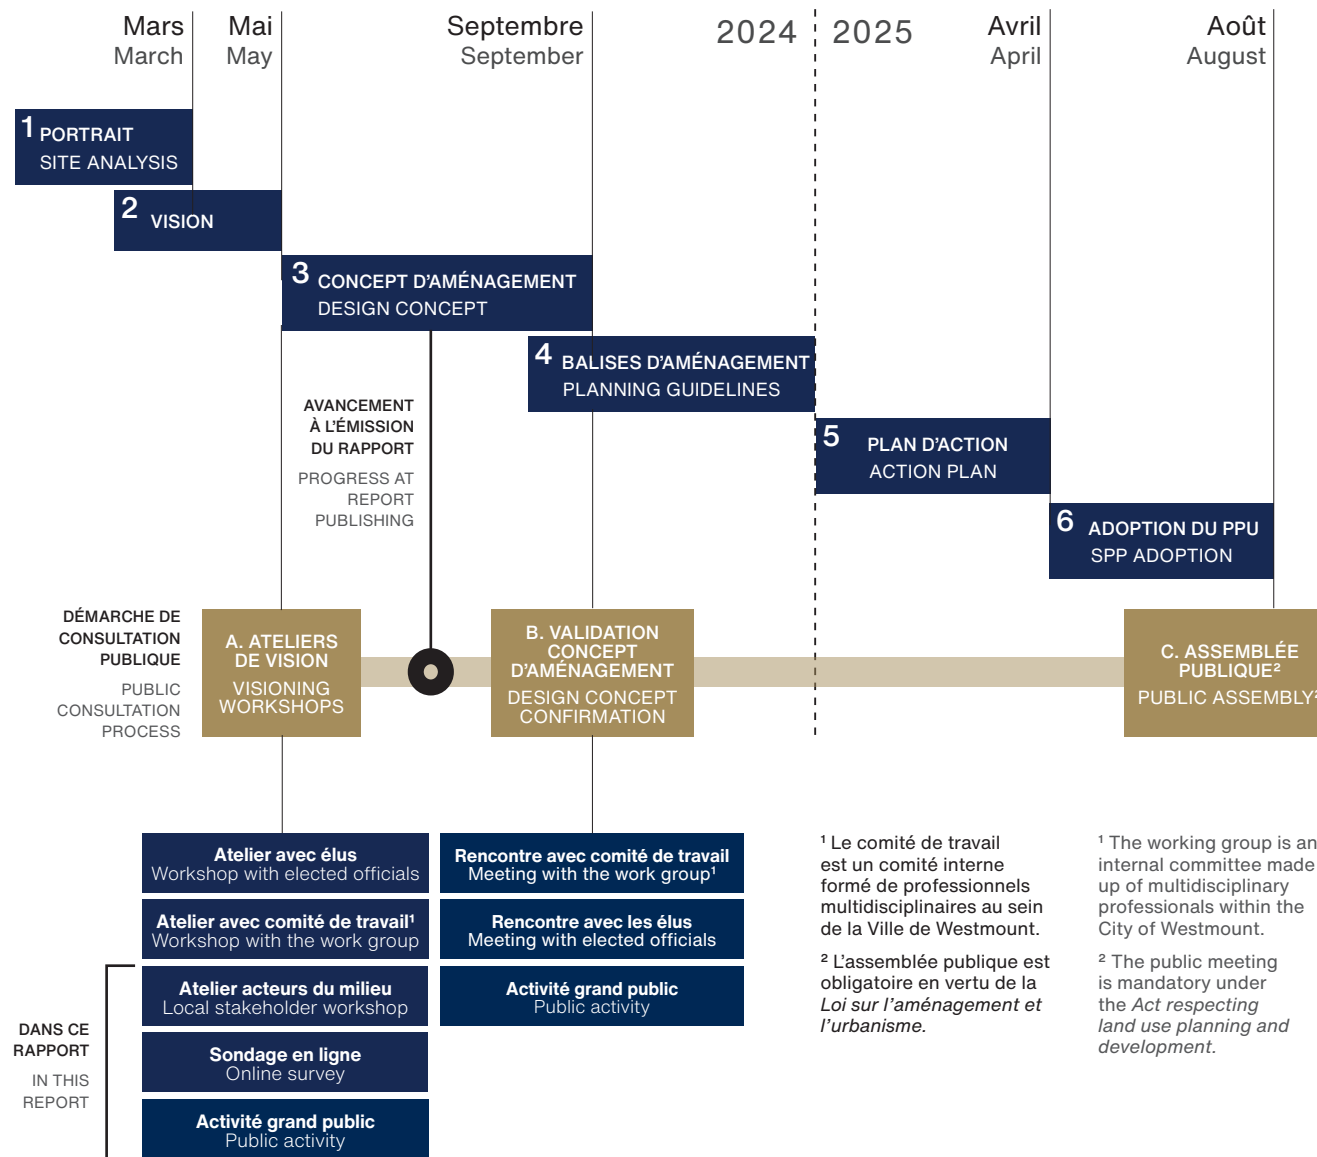 Mars
March
Mai
May
Septembre
September
2024
2025
Avril
April
Août
August
1 PORTRAIT
SITE ANALYSIS
2 VISION
3 CONCEPT D'AMÉNAGEMENT
DESIGN CONCEPT
4 BALISES D'AMÉNAGEMENT
PLANNING GUIDELINES
AVANCEMENT
À L'ÉMISSION
DU RAPPORT
PROGRESS AT
REPORT
PUBLISHING
5 PLAN D'ACTION
ACTION PLAN
6 ADOPTION DU PPU
SPP ADOPTION
DÉMARCHE DE
CONSULTATION
PUBLIQUE
PUBLIC
CONSULTATION
PROCESS
A. ATELIERS
DE VISION
VISIONING
WORKSHOPS
B. VALIDATION
CONCEPT
D'AMÉNAGEMENT
DESIGN CONCEPT
CONFIRMATION
C. ASSEMBLÉE
PUBLIQUE²
PUBLIC ASSEMBLY²
Atelier avec élus
Workshop with elected officials
Atelier avec comité de travail¹
Workshop with the work group
Atelier acteurs du milieu
Local stakeholder workshop
Sondage en ligne
Online survey
Activité grand public
Public activity
DANS CE
RAPPORT
IN THIS
REPORT
Rencontre avec comité de travail
Meeting with the work group¹
Rencontre avec les élus
Meeting with elected officials
Activité grand public
Public activity
¹ Le comité de travail
est un comité interne
formé de professionnels
multidisciplinaires au sein
de la Ville de Westmount.
² L'assemblée publique est
obligatoire en vertu de la
Loi sur l'aménagement et
l'urbanisme.
¹ The working group is an
internal committee made
up of multidisciplinary
professionals within the
City of Westmount.
² The public meeting
is mandatory under
the Act respecting
land use planning and
development.